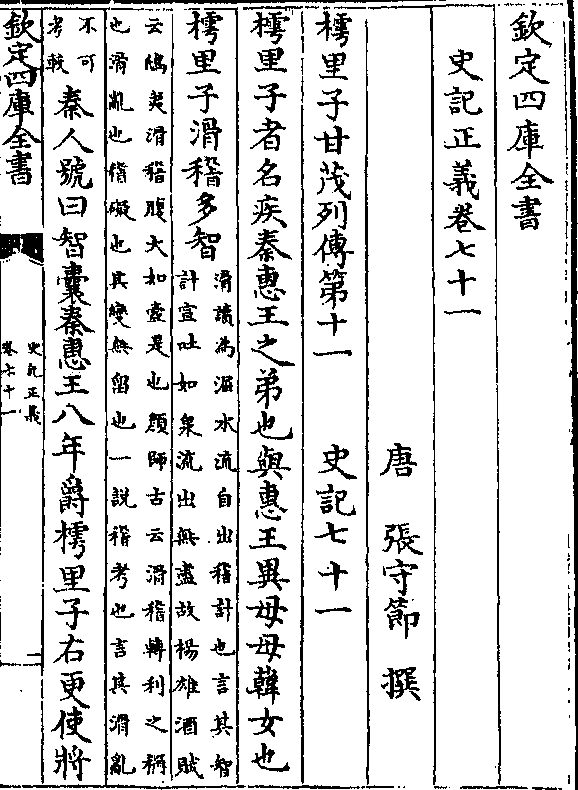 欽定四庫全書
史記正義卷七十一
唐　張守節　撰
樗里子甘茂列傳第十一　史記七十一
樗里子者名疾秦惠王之弟也與惠王異母母韓女也
樗里子滑稽多智
滑讀為淈水流自出稽計也言其智
計宣吐如泉流出無盡故楊雄酒賦
云鴟夷滑稽腹大如壺是也顔師古云滑稽轉利之稱
也滑亂也稽礙也其變無留也一説稽考也言其滑亂
不可
考較
秦人號曰智囊秦惠王八年爵樗里子右更使將
欽定四庫全書
史記正義
卷七十一
二